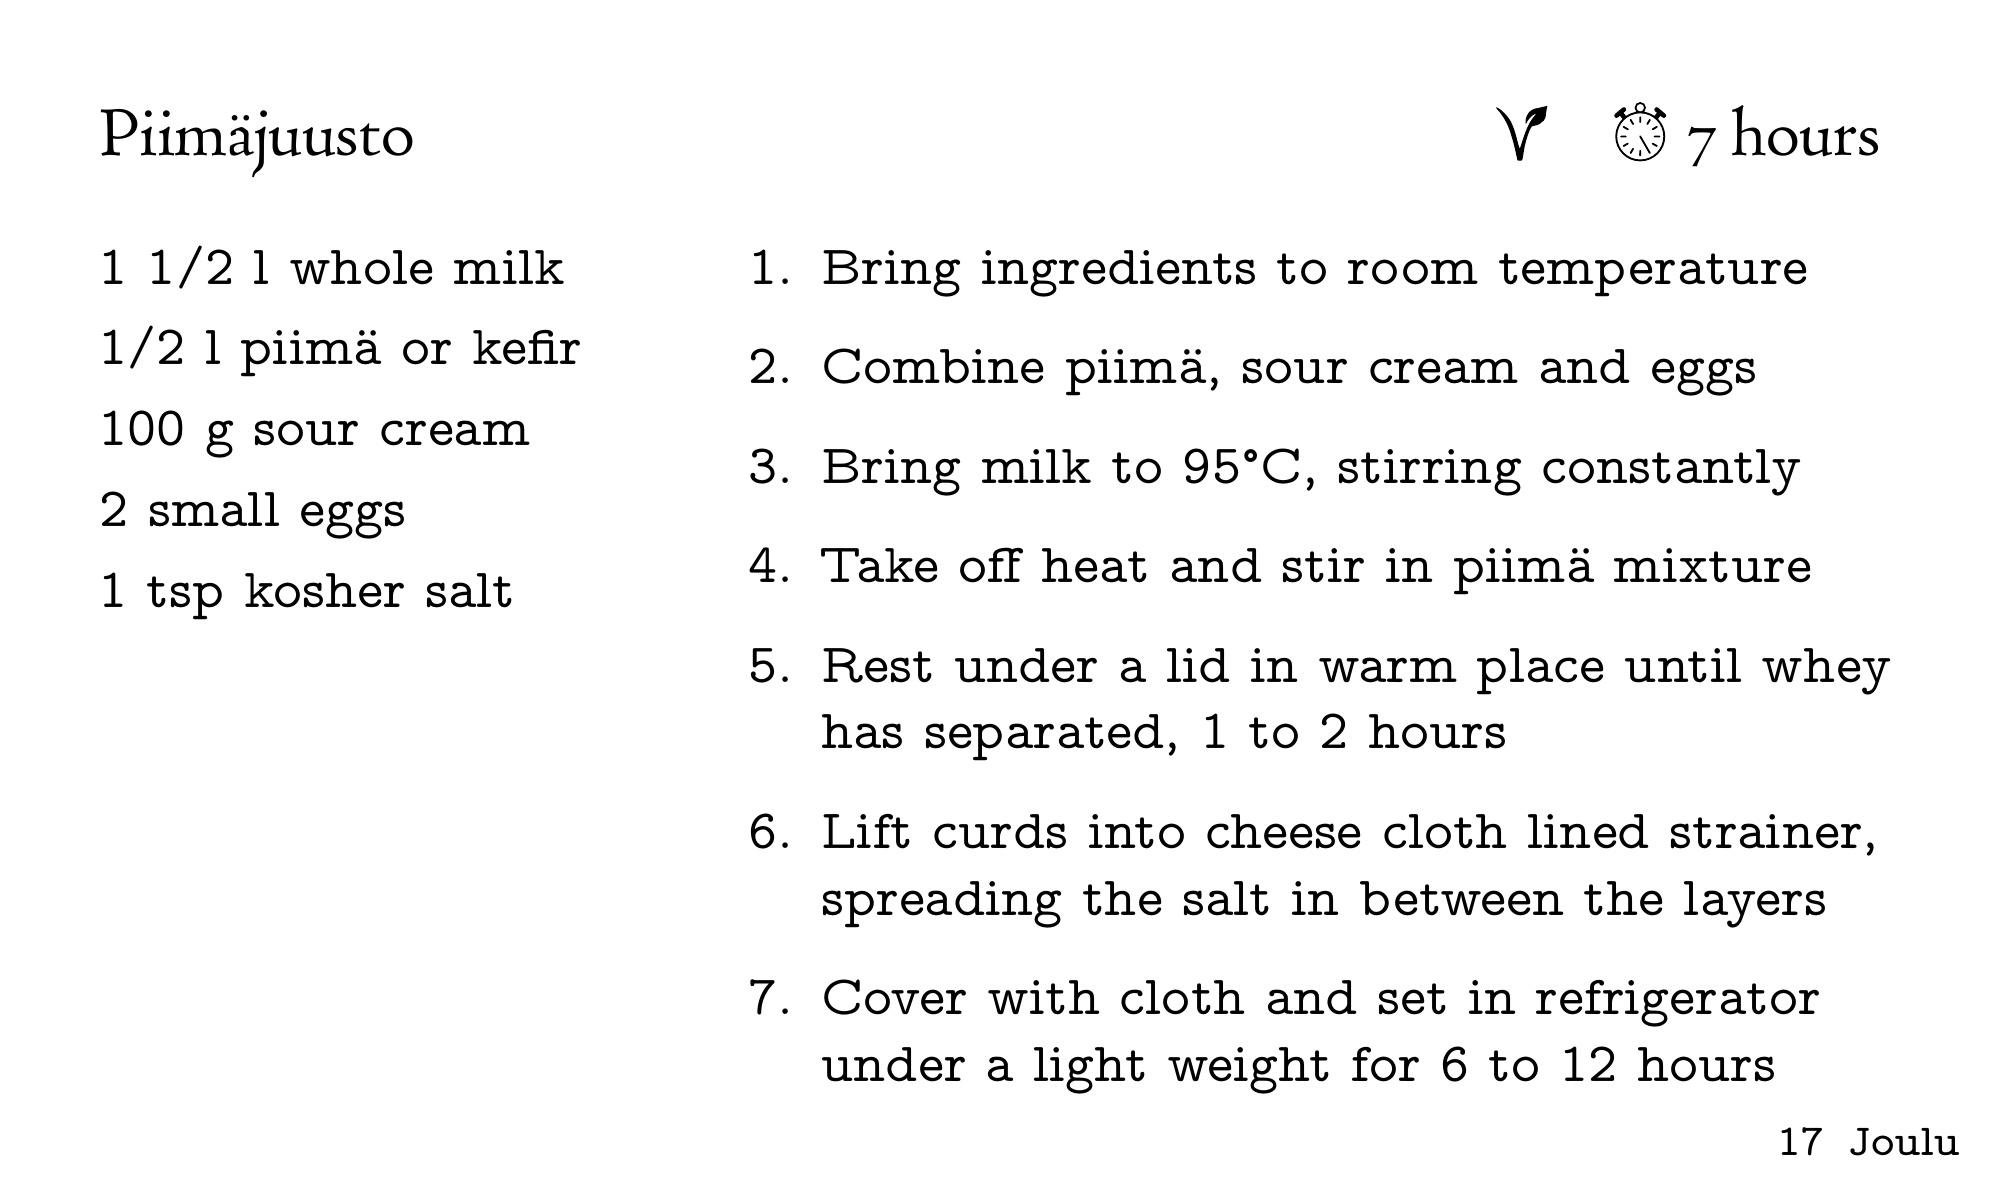 Piimäjuusto
7 hours
1 1/2 l whole milk
1/2 l piimä or kefir
100 g sour cream
2 small eggs
1 tsp kosher salt
1. Bring ingredients to room temperature
2. Combine piimä, sour cream and eggs
3. Bring milk to 95°C, stirring constantly
4. Take off heat and stir in piimä mixture
5. Rest under a lid in warm place until whey
has separated, 1 to 2 hours
6. Lift curds into cheese cloth lined strainer,
spreading the salt in between the layers
7. Cover with cloth and set in refrigerator
under a light weight for 6 to 12 hours
17 Joulu